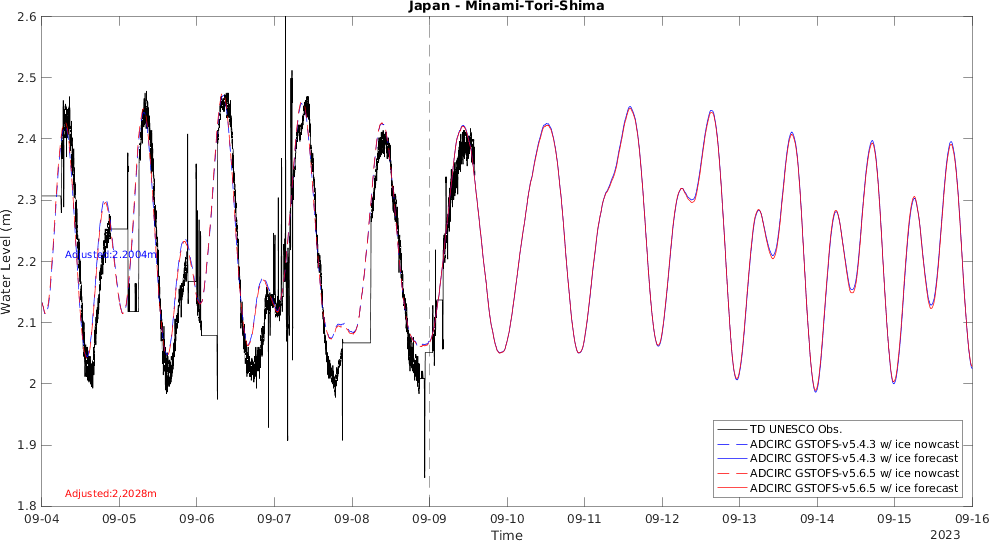 Japan - Minami-Tori-Shima
2.6
2.5
2.4
2.3
2.2
2.1
2
1.9
1.8
Water Level (m)
Adjusted:2.2004m
Adjusted:2.2028m
TD UNESCO Obs.
ADCIRC GSTOFS-v5.4.3 w/ ice nowcast
ADCIRC GSTOFS-v5.4.3 w/ ice forecast
ADCIRC GSTOFS-v5.6.5 w/ ice nowcast
ADCIRC GSTOFS-v5.6.5 w/ ice forecast
09-04 09-05 09-06 09-07 09-08 09-09 09-10 09-11 09-12 09-13 09-14 09-15 09-16
Time
2023